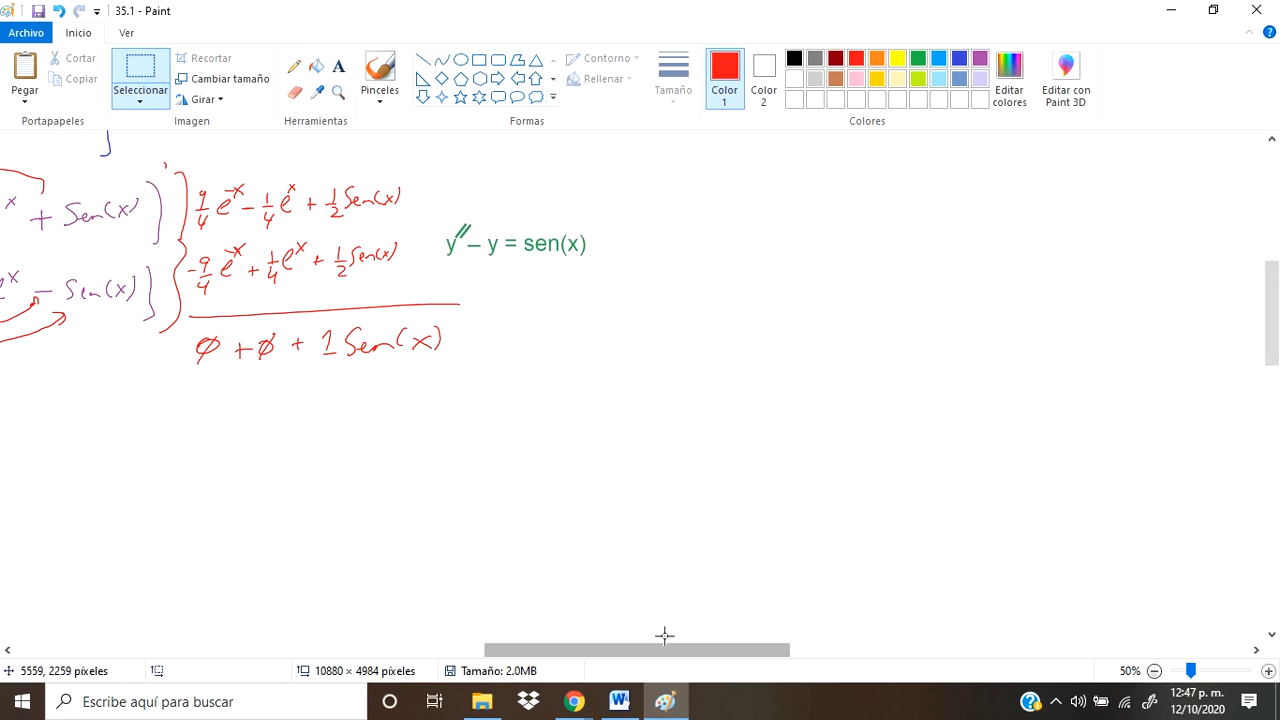 35.1 - Paint
Archivo Inicio Ver
Pegar
Cortar
Copiar
Portapapeles
Seleccionar
Recortar
Cambiar tamaño
Girar
Imagen
A
Herramientas
Pinceles
Contorno
Rellenar
Formas
Tamaño
Color 1
Color 2
Editar colores
Editar con Paint 3D
Colores
x + Sen(x)
x − Sen(x)
9/4 e^-x − 1/4 e^x + 1/2 Sen(x)
-9/4 e^-x + 1/4 e^x + 1/2 Sen(x)
0 + 0 + 1 Sen(x)
y'' – y = sen(x)
5559, 2259 píxeles
10880 × 4984 píxeles
Tamaño: 2.0MB
50%
Escribe aquí para buscar
12:47 p. m.
12/10/2020